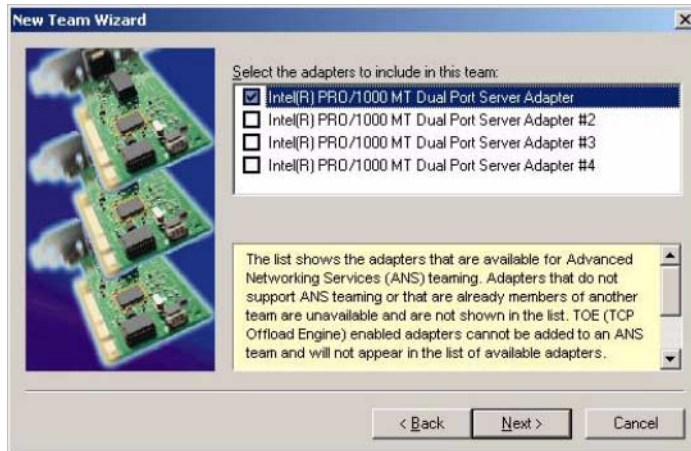 New Team Wizard
Select the adapters to include in this team:
Intel(R) PRO/1000 MT Dual Port Server Adapter
Intel(R) PRO/1000 MT Dual Port Server Adapter #2
Intel(R) PRO/1000 MT Dual Port Server Adapter #3
Intel(R) PRO/1000 MT Dual Port Server Adapter #4
The list shows the adapters that are available for Advanced
Networking Services (ANS) teaming. Adapters that do not
support ANS teaming or that are already members of another
team are unavailable and are not shown in the list. TOE (TCP
Offload Engine) enabled adapters cannot be added to an ANS
team and will not appear in the list of available adapters.
< Back Next > Cancel